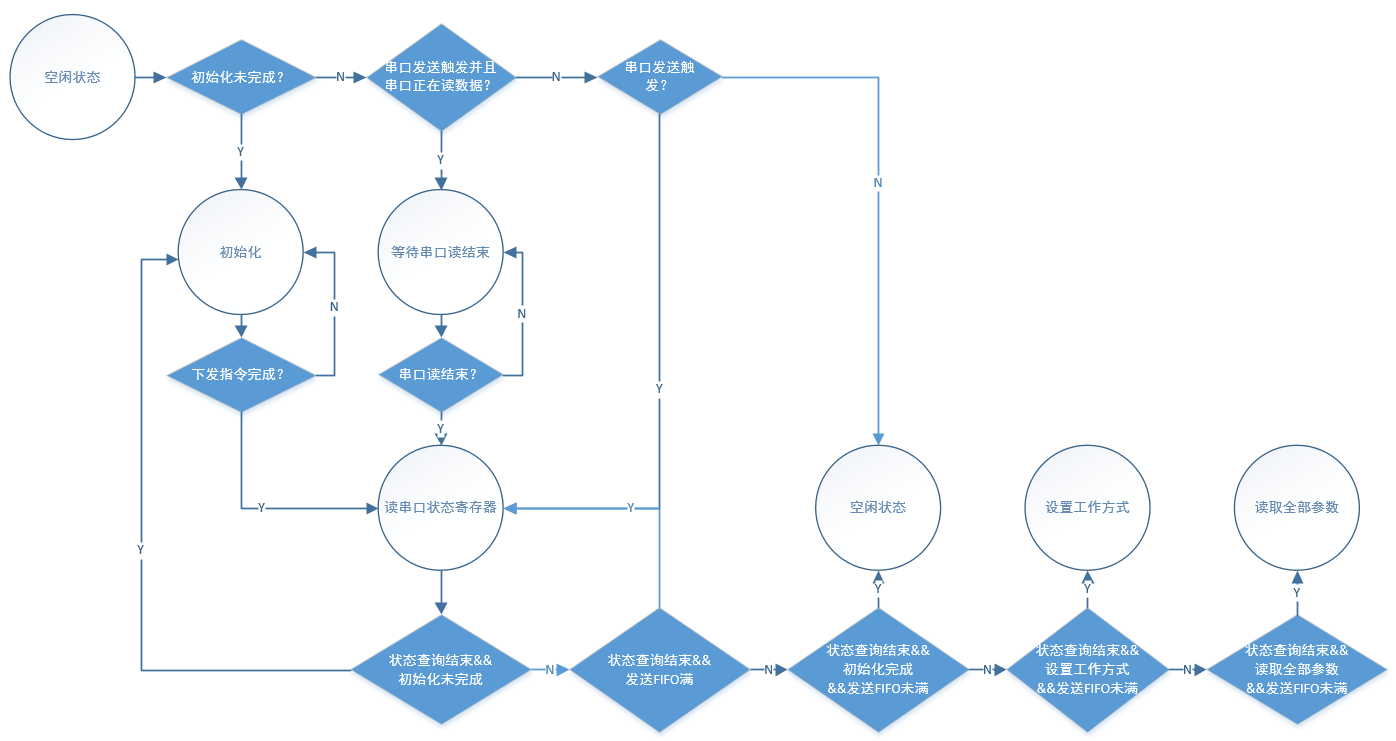 空闲状态
初始化未完成？
N
串口发送触发并且
串口正在读数据？
N
串口发送触
发？
Y
Y
N
初始化
等待串口读结束
N
N
下发指令完成？
串口读结束？
Y
Y
Y
读串口状态寄存器
Y
空闲状态
设置工作方式
读取全部参数
Y
Y
Y
Y
状态查询结束&&
初始化未完成
N
状态查询结束&&
发送FIFO满
N
状态查询结束&&
初始化完成
&&发送FIFO未满
N
状态查询结束&&
设置工作方式
&&发送FIFO未满
N
状态查询结束&&
读取全部参数
&&发送FIFO未满